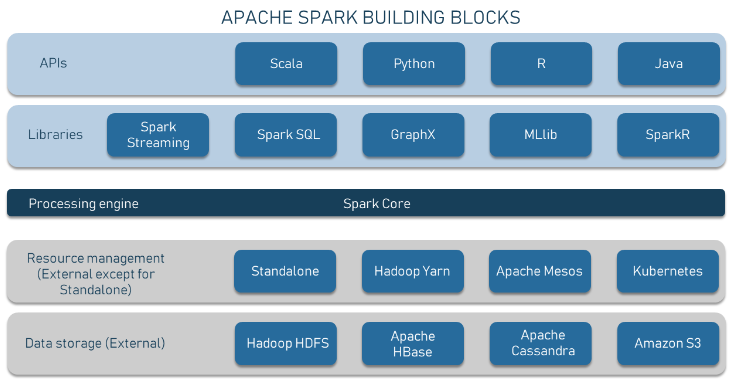 APACHE SPARK BUILDING BLOCKS
APIs
Scala
Python
R
Java
Libraries
Spark
Streaming
Spark SQL
GraphX
MLlib
SparkR
Processing engine
Spark Core
Resource management
(External except for
Standalone)
Standalone
Hadoop Yarn
Apache Mesos
Kubernetes
Data storage (External)
Hadoop HDFS
Apache
HBase
Apache
Cassandra
Amazon S3